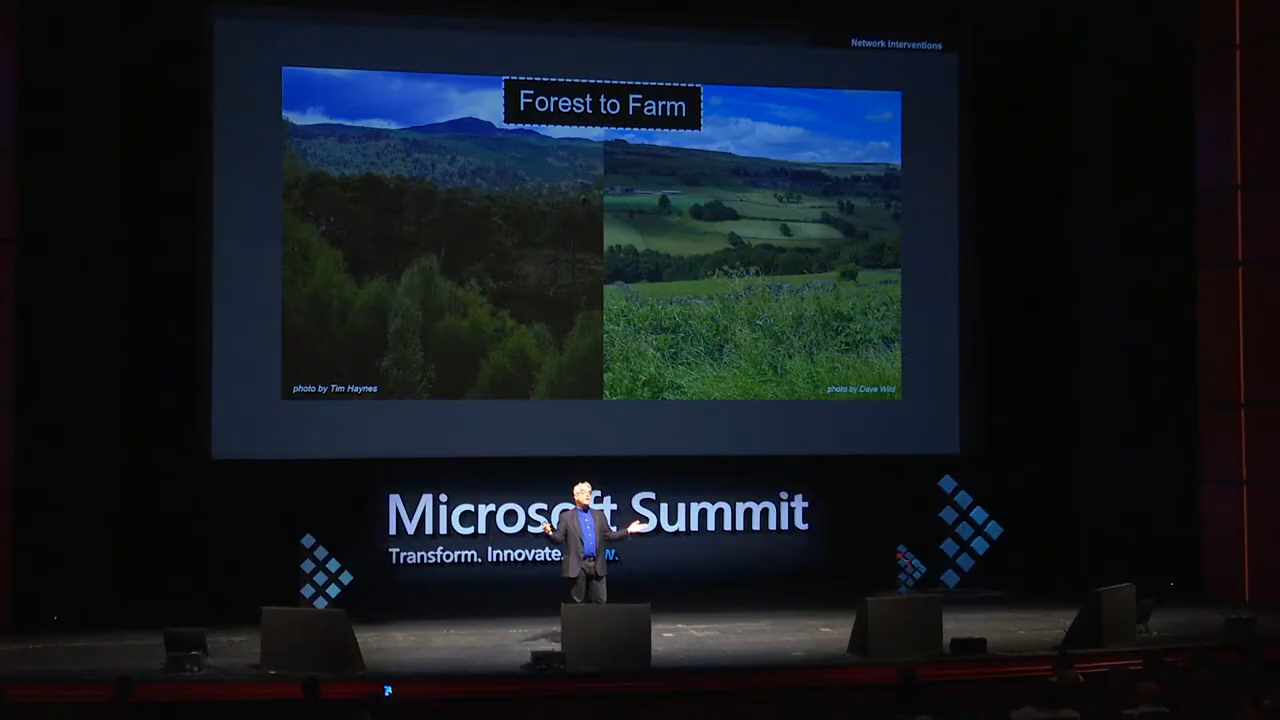 Network Interventions
Forest to Farm
photo by Tim Haynes
photo by Dave Wild
Microsoft Summit
Transform. Innovate.